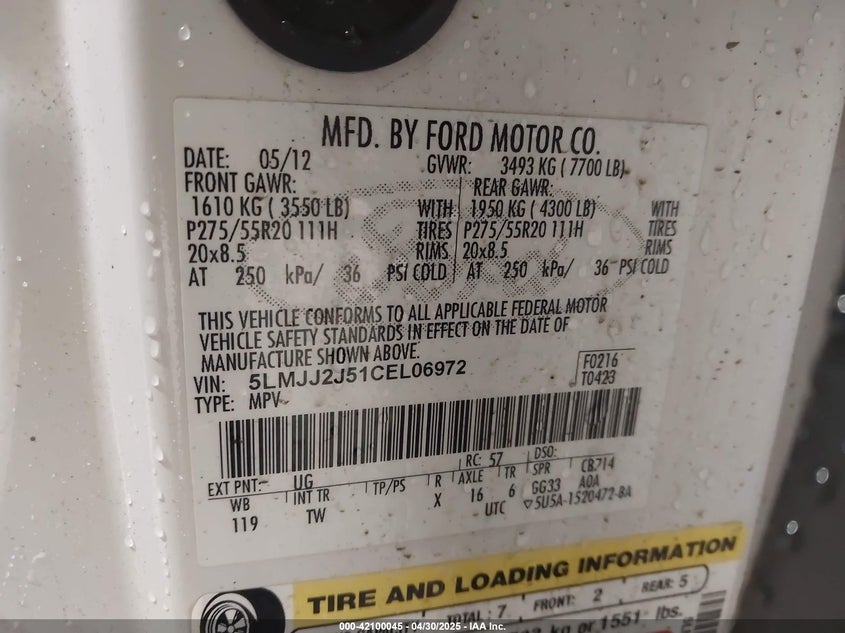 MFD. BY FORD MOTOR CO.
DATE: 05/12 GVWR: 3493 KG ( 7700 LB)
FRONT GAWR: REAR GAWR:
1610 KG ( 3550 LB) WITH 1950 KG ( 4300 LB) WITH
P275/55R20 111H TIRES P275/55R20 111H TIRES
20x8.5 RIMS 20x8.5 RIMS
AT 250 kPa/ 36 PSI COLD AT 250 kPa/ 36 PSI COLD
THIS VEHICLE CONFORMS TO ALL APPLICABLE FEDERAL MOTOR
VEHICLE SAFETY STANDARDS IN EFFECT ON THE DATE OF
MANUFACTURE SHOWN ABOVE.
VIN: 5LMJJ2J51CEL06972 F0216
TYPE: MPV T0423
EXT PNT: UG RC: 57 DSO:
WB INT TR TP/PS R AXLE TR SPR CB714
119 TW X 16 6 GG33 A0A
UTC ▽5U5A-1520472-BA
TIRE AND LOADING INFORMATION
TOTAL: 7 FRONT: 2 REAR: 5
kg or 1551 lbs.
000-42100045 - 04/30/2025 - IAA Inc.